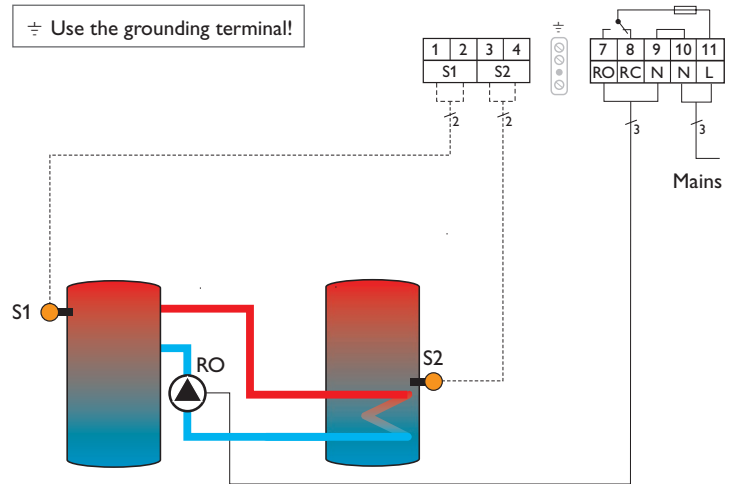 ⏚ Use the grounding terminal!
1 2 3 4
S1 S2
2 2
7 8 9 10 11
RO RC N N L
3 3
Mains
S1
RO
S2